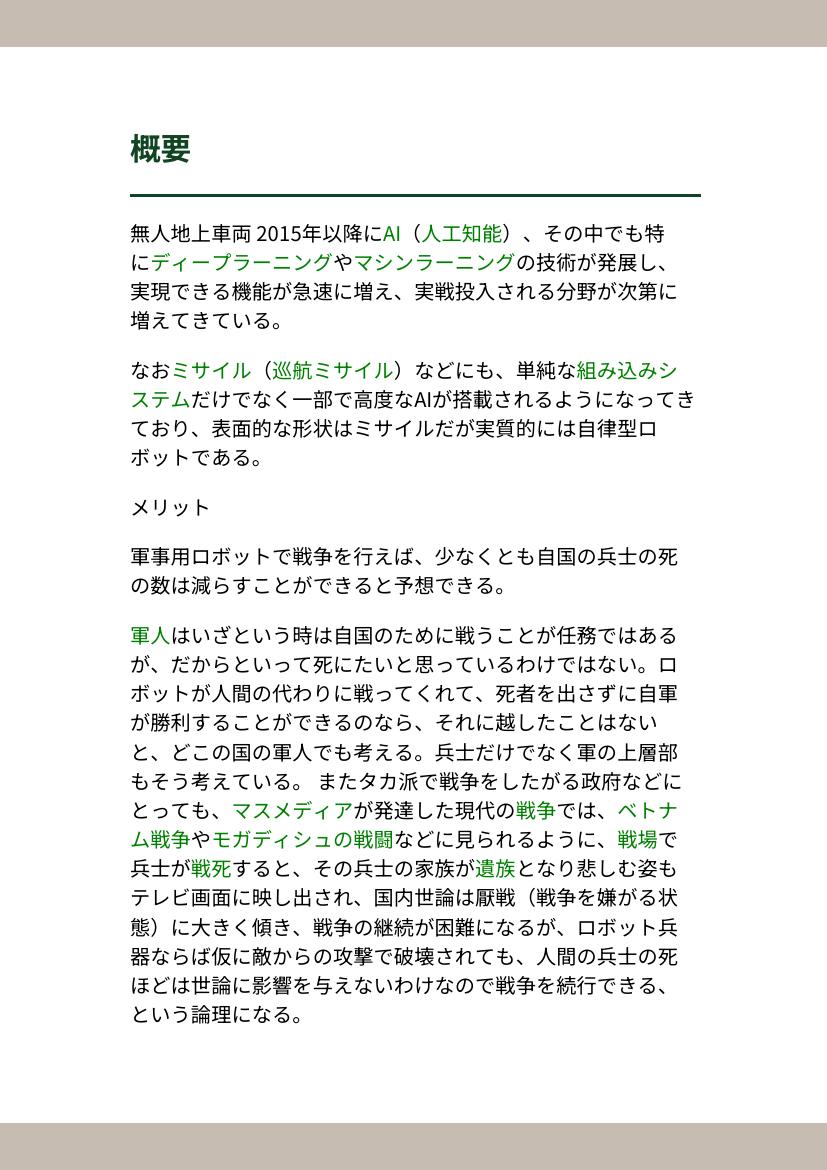 概要
無人地上車両 2015年以降にAI（人工知能）、その中でも特
にディープラーニングやマシンラーニングの技術が発展し、
実現できる機能が急速に増え、実戦投入される分野が次第に
増えてきている。
なおミサイル（巡航ミサイル）などにも、単純な組み込みシ
ステムだけでなく一部で高度なAIが搭載されるようになってき
ており、表面的な形状はミサイルだが実質的には自律型ロ
ボットである。
メリット
軍事用ロボットで戦争を行えば、少なくとも自国の兵士の死
の数は減らすことができると予想できる。
軍人はいざという時は自国のために戦うことが任務ではある
が、だからといって死にたいと思っているわけではない。ロ
ボットが人間の代わりに戦ってくれて、死者を出さずに自軍
が勝利することができるのなら、それに越したことはない
と、どこの国の軍人でも考える。兵士だけでなく軍の上層部
もそう考えている。 またタカ派で戦争をしたがる政府などに
とっても、マスメディアが発達した現代の戦争では、ベトナ
ム戦争やモガディシュの戦闘などに見られるように、戦場で
兵士が戦死すると、その兵士の家族が遺族となり悲しむ姿も
テレビ画面に映し出され、国内世論は厭戦（戦争を嫌がる状
態）に大きく傾き、戦争の継続が困難になるが、ロボット兵
器ならば仮に敵からの攻撃で破壊されても、人間の兵士の死
ほどは世論に影響を与えないわけなので戦争を続行できる、
という論理になる。